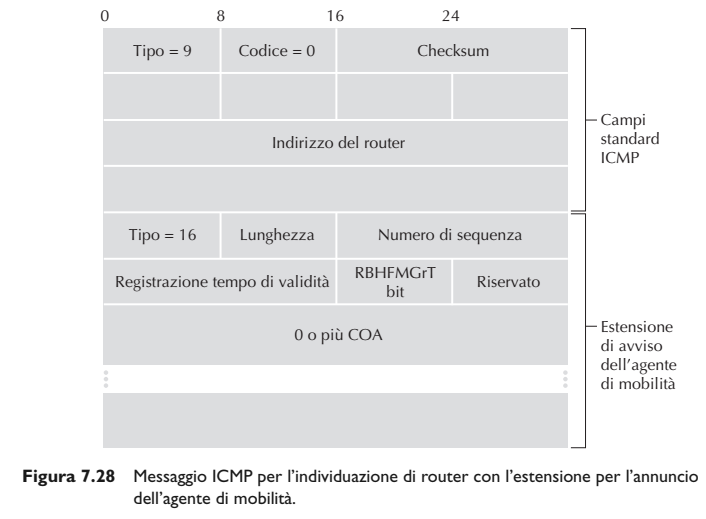 0 8 16 24
Tipo = 9 Codice = 0 Checksum
Indirizzo del router
Campi
standard
ICMP
Tipo = 16 Lunghezza Numero di sequenza
Registrazione tempo di validità RBHFMGrT
bit Riservato
0 o più COA
Estensione
di avviso
dell'agente
di mobilità
Figura 7.28 Messaggio ICMP per l'individuazione di router con l'estensione per l'annuncio
dell'agente di mobilità.